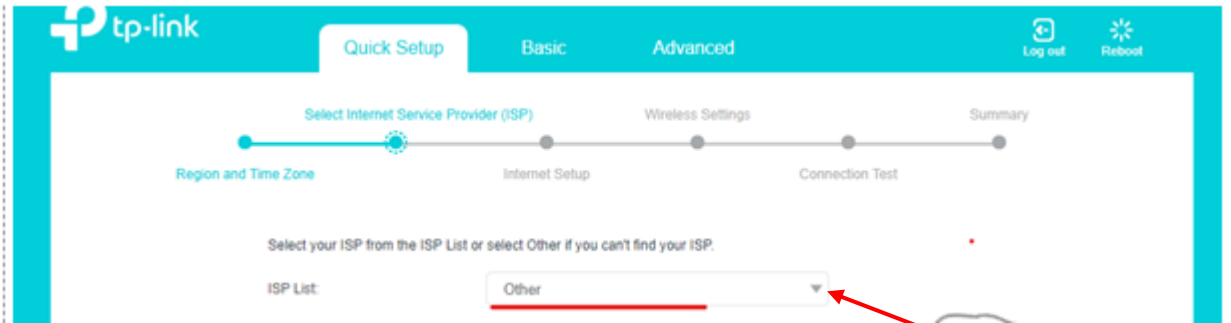 tp-link
Quick Setup Basic Advanced
Log out Reboot
Select Internet Service Provider (ISP) Wireless Settings Summary
Region and Time Zone Internet Setup Connection Test
Select your ISP from the ISP List or select Other if you can't find your ISP.
ISP List: Other